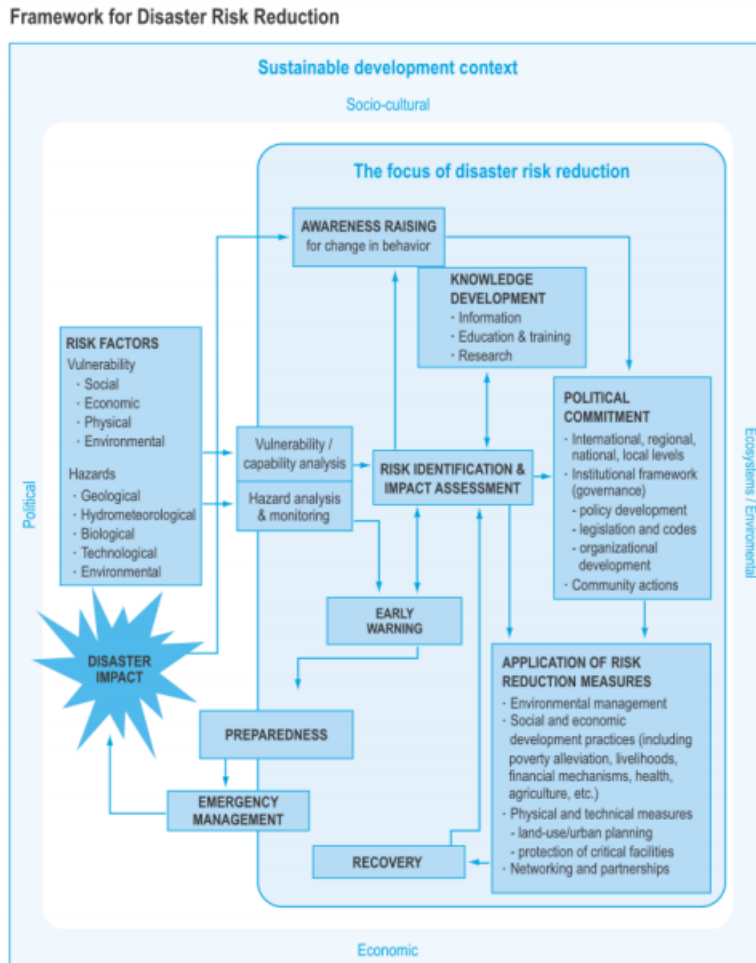 Framework for Disaster Risk Reduction
Sustainable development context
Socio-cultural
The focus of disaster risk reduction
AWARENESS RAISING
for change in behavior
KNOWLEDGE
DEVELOPMENT
· Information
· Education & training
· Research
RISK FACTORS
Vulnerability
· Social
· Economic
· Physical
· Environmental
Hazards
· Geological
· Hydrometeorological
· Biological
· Technological
· Environmental
Vulnerability /
capability analysis
Hazard analysis
& monitoring
RISK IDENTIFICATION &
IMPACT ASSESSMENT
POLITICAL
COMMITMENT
· International, regional,
national, local levels
· Institutional framework
(governance)
- policy development
- legislation and codes
- organizational
development
· Community actions
Political
Ecosystems / Enviromental
EARLY
WARNING
DISASTER
IMPACT
PREPAREDNESS
EMERGENCY
MANAGEMENT
APPLICATION OF RISK
REDUCTION MEASURES
· Environmental management
· Social and economic
development practices (including
poverty alleviation, livelihoods,
financial mechanisms, health,
agriculture, etc.)
· Physical and technical measures
- land-use/urban planning
- protection of critical facilities
· Networking and partnerships
RECOVERY
Economic